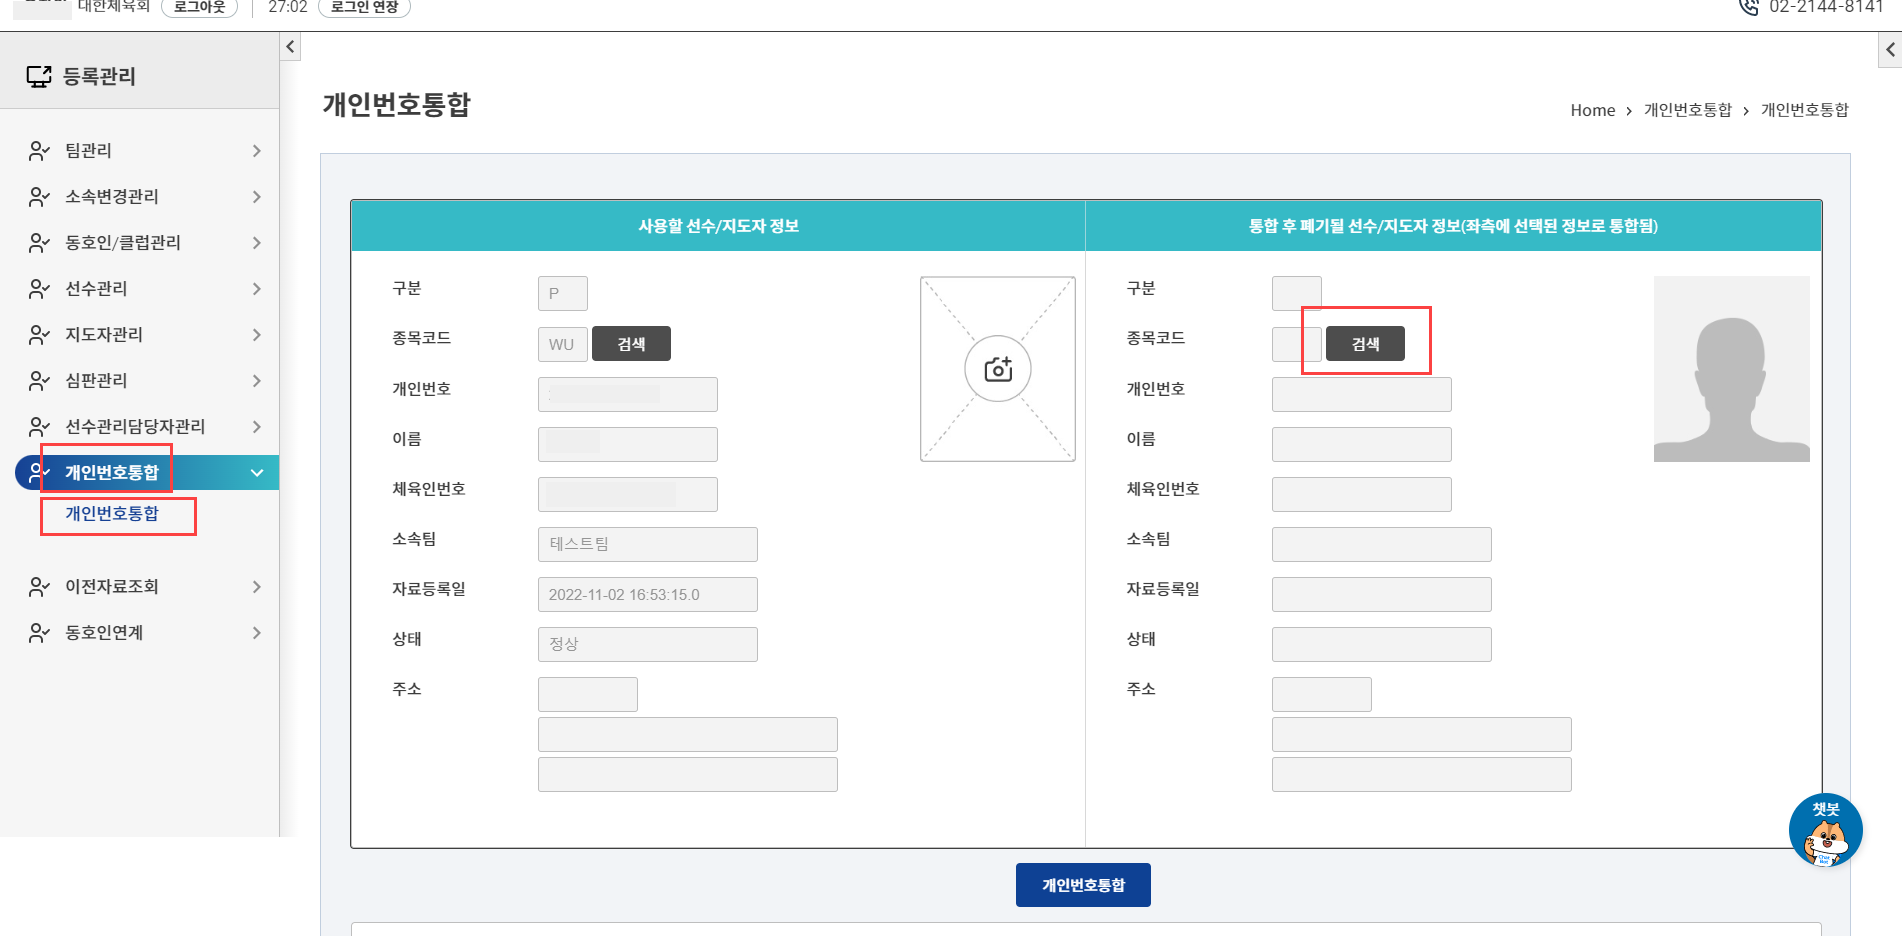 대한체육회 로그아웃 27:02 로그인 연장 02-2144-8141
등록관리
팀관리
소속변경관리
동호인/클럽관리
선수관리
지도자관리
심판관리
선수관리담당자관리
개인번호통합
개인번호통합
이전자료조회
동호인연계
개인번호통합
Home > 개인번호통합 > 개인번호통합
사용할 선수/지도자 정보
구분 P
종목코드 WU 검색
개인번호
이름
체육인번호
소속팀 테스트팀
자료등록일 2022-11-02 16:53:15.0
상태 정상
주소
통합 후 폐기될 선수/지도자 정보(좌측에 선택된 정보로 통합됨)
구분
종목코드 검색
개인번호
이름
체육인번호
소속팀
자료등록일
상태
주소
챗봇
개인번호통합